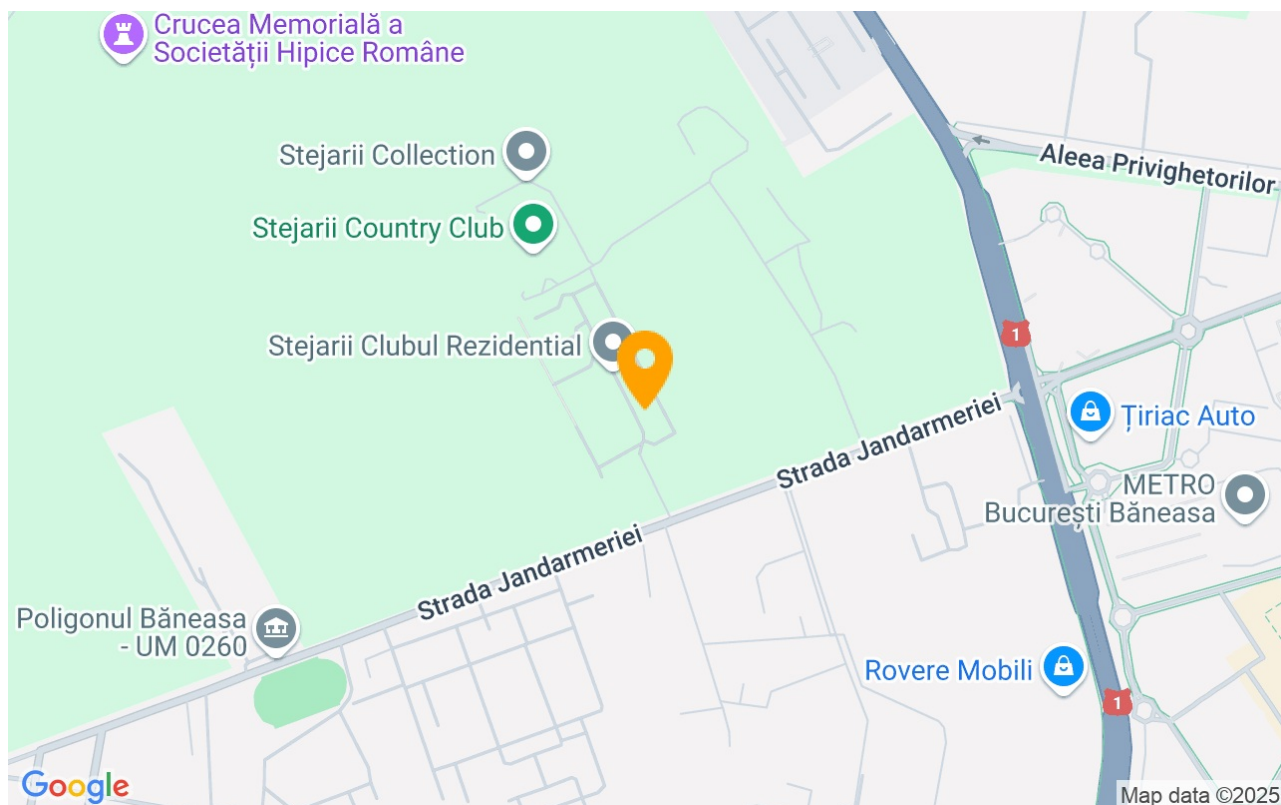 Crucea Memorială a
Societății Hipice Române
Stejarii Collection
Aleea Privighetorilor
Stejarii Country Club
1
Stejarii Clubul Rezidential
Țiriac Auto
Strada Jandarmeriei
METRO
București Băneasa
Strada Jandarmeriei
Poligonul Băneasa
- UM 0260
Rovere Mobili
1
Google
Map data ©2025